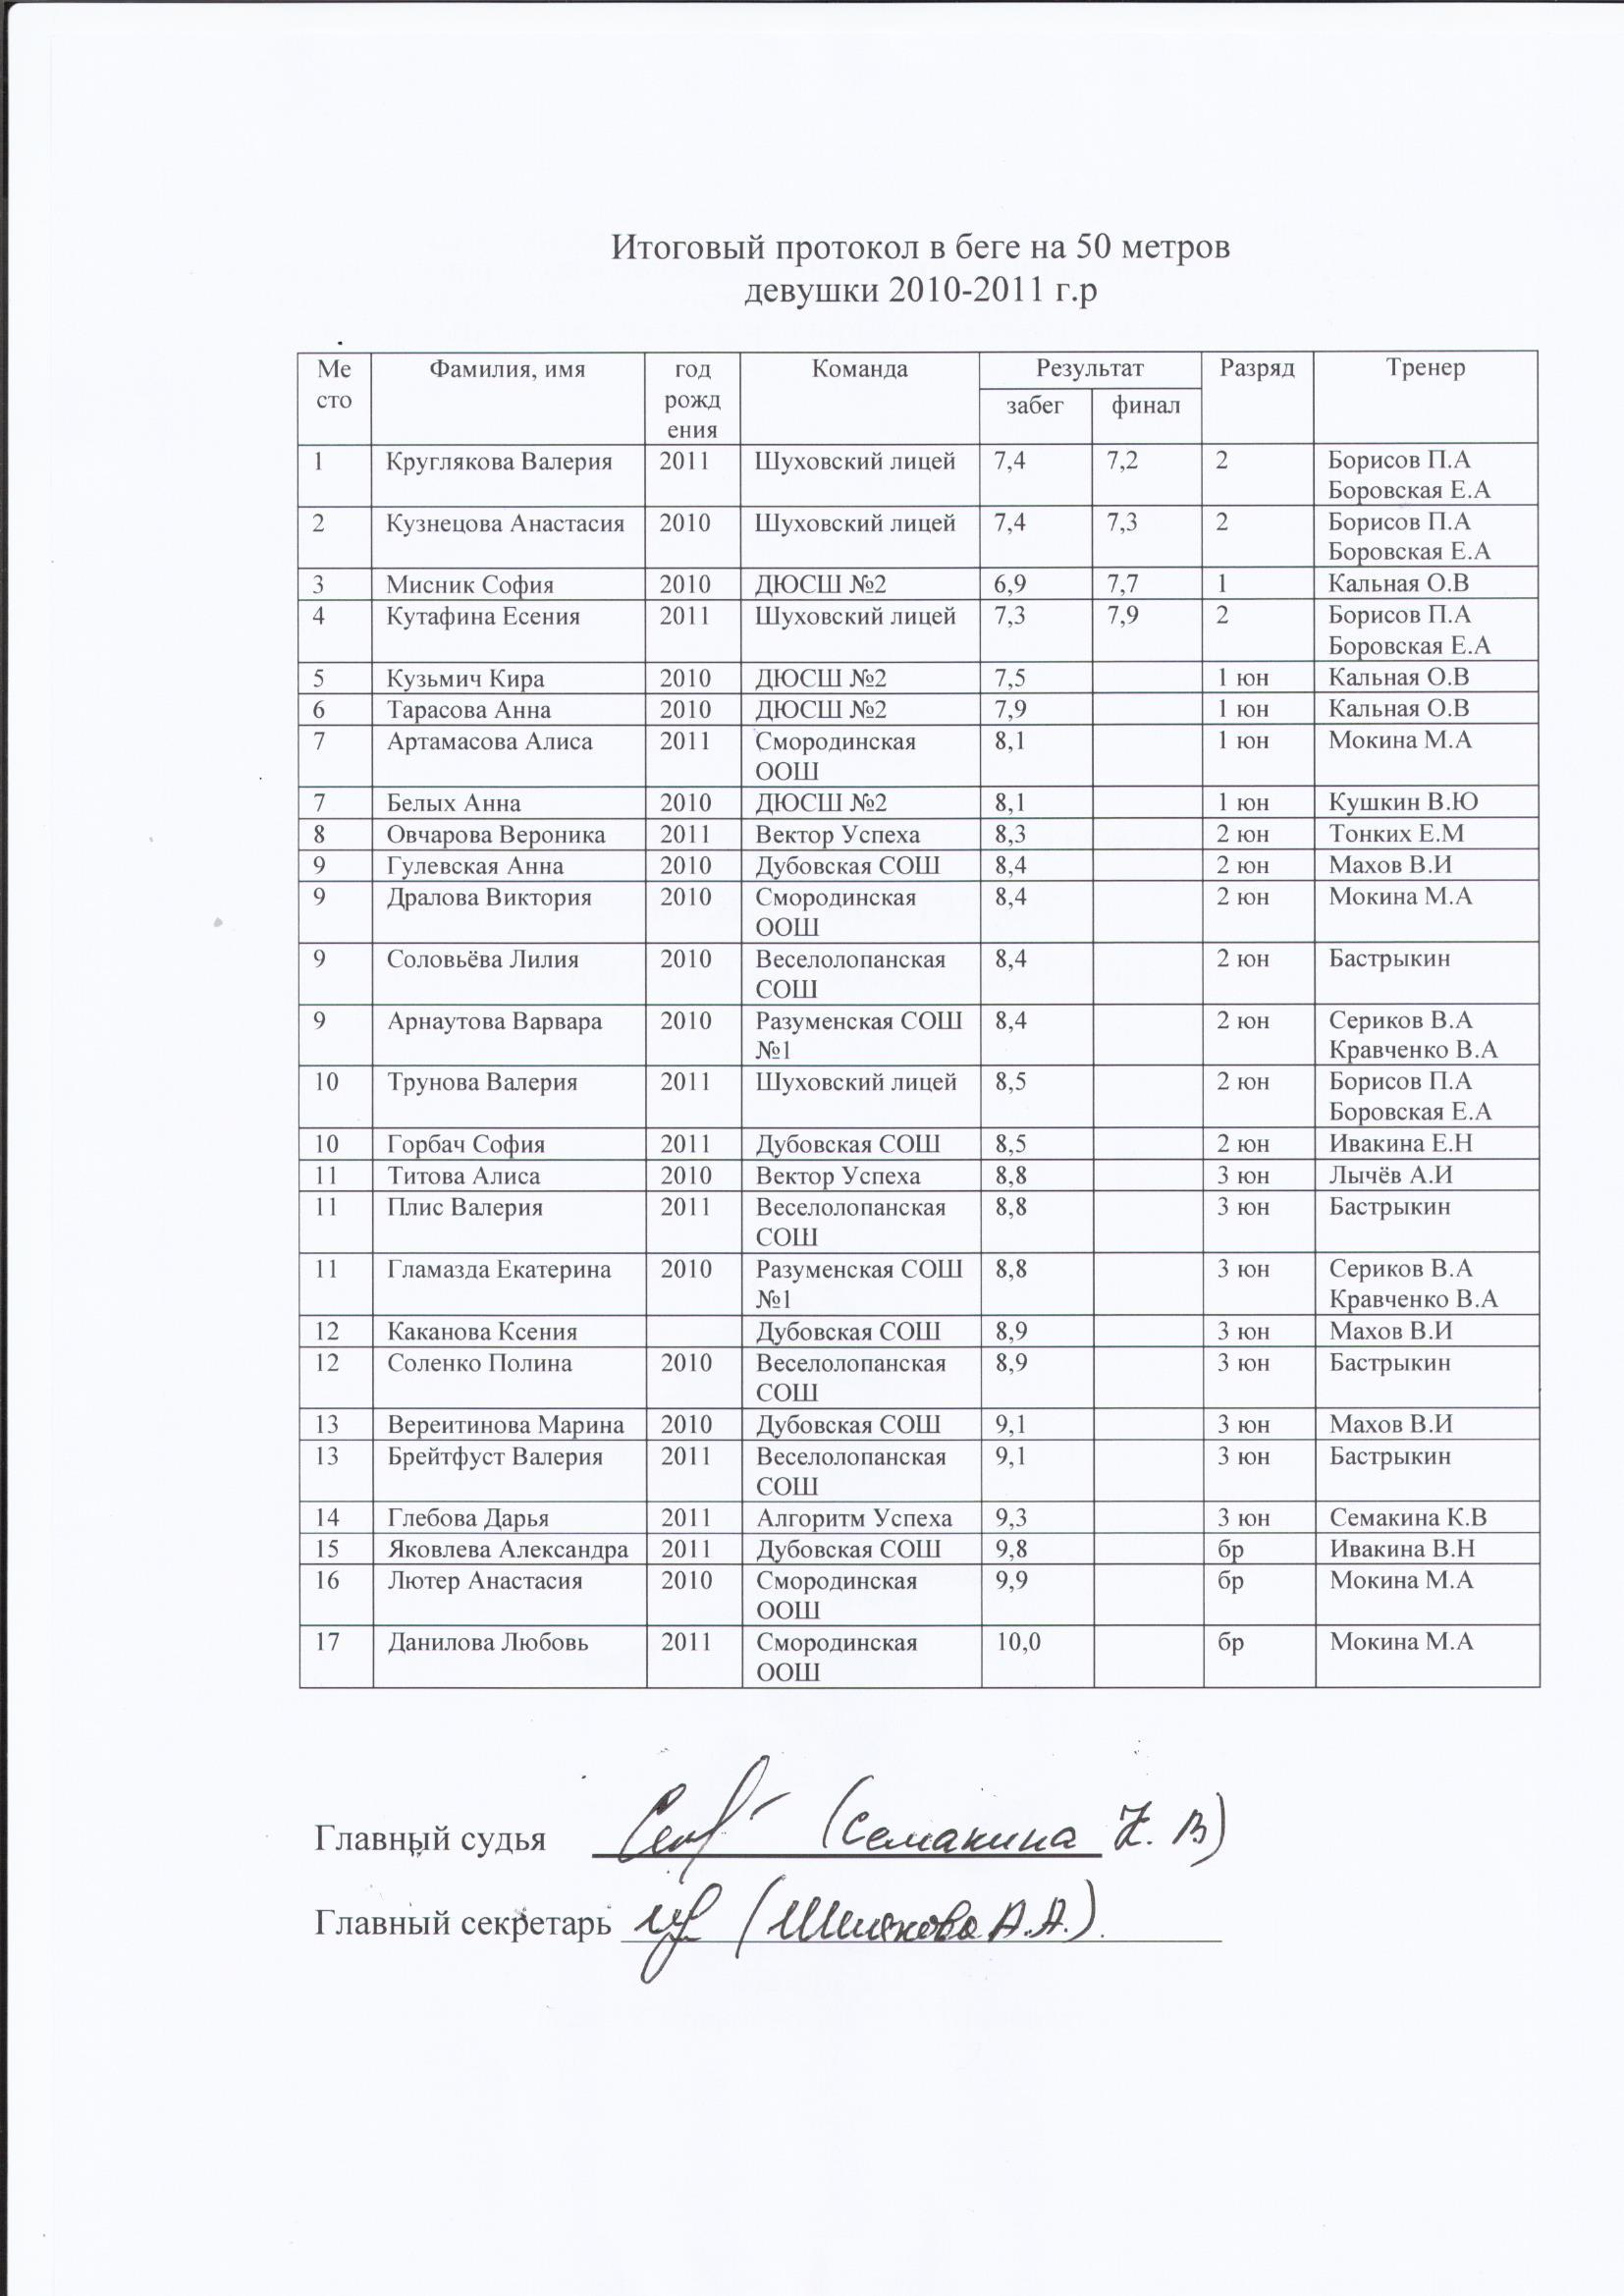 Итоговый протокол в беге на 50 метров
девушки 2010-2011 г.р
Ме сто Фамилия, имя год рожд ения Команда Результат Разряд Тренер
забег финал
1 Круглякова Валерия 2011 Шуховский лицей 7,4 7,2 2 Борисов П.А
Боровская Е.А
2 Кузнецова Анастасия 2010 Шуховский лицей 7,4 7,3 2 Борисов П.А
Боровская Е.А
3 Мисник София 2010 ДЮСШ №2 6,9 7,7 1 Кальная О.В
4 Кутафина Есения 2011 Шуховский лицей 7,3 7,9 2 Борисов П.А
Боровская Е.А
5 Кузьмич Кира 2010 ДЮСШ №2 7,5 1 юн Кальная О.В
6 Тарасова Анна 2010 ДЮСШ №2 7,9 1 юн Кальная О.В
7 Артамасова Алиса 2011 Смородинская 8,1 1 юн Мокина М.А
ООШ
7 Белых Анна 2010 ДЮСШ №2 8,1 1 юн Кушкин В.Ю
8 Овчарова Вероника 2011 Вектор Успеха 8,3 2 юн Тонких Е.М
9 Гулевская Анна 2010 Дубовская СОШ 8,4 2 юн Махов В.И
9 Дралова Виктория 2010 Смородинская 8,4 2 юн Мокина М.А
ООШ
9 Соловьёва Лилия 2010 Веселолопанская 8,4 2 юн Бастрыкин
СОШ
9 Арнаутова Варвара 2010 Разуменская СОШ 8,4 2 юн Сериков В.А
№1 Кравченко В.А
10 Трунова Валерия 2011 Шуховский лицей 8,5 2 юн Борисов П.А
Боровская Е.А
10 Горбач София 2011 Дубовская СОШ 8,5 2 юн Ивакина Е.Н
11 Титова Алиса 2010 Вектор Успеха 8,8 3 юн Лычёв А.И
11 Плис Валерия 2011 Веселолопанская 8,8 3 юн Бастрыкин
СОШ
11 Гламазда Екатерина 2010 Разуменская СОШ 8,8 3 юн Сериков В.А
№1 Кравченко В.А
12 Каканова Ксения Дубовская СОШ 8,9 3 юн Махов В.И
12 Соленко Полина 2010 Веселолопанская 8,9 3 юн Бастрыкин
СОШ
13 Вереитинова Марина 2010 Дубовская СОШ 9,1 3 юн Махов В.И
13 Брейтфуст Валерия 2011 Веселолопанская 9,1 3 юн Бастрыкин
СОШ
14 Глебова Дарья 2011 Алгоритм Успеха 9,3 3 юн Семакина К.В
15 Яковлева Александра 2011 Дубовская СОШ 9,8 бр Ивакина В.Н
16 Лютер Анастасия 2010 Смородинская 9,9 бр Мокина М.А
ООШ
17 Данилова Любовь 2011 Смородинская 10,0 бр Мокина М.А
ООШ
Главный судья (Семакина К. В)
Главный секретарь А.А.)